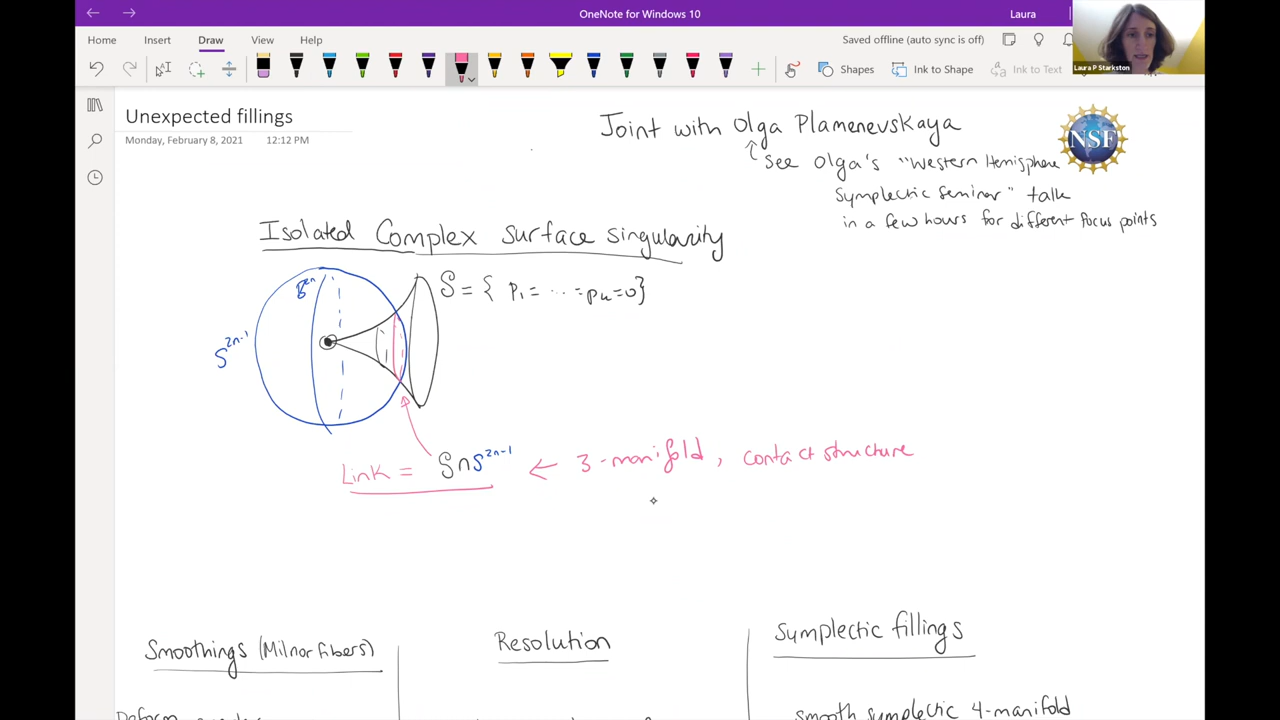 OneNote for Windows 10
Laura
Home Insert Draw View Help
Saved offline (auto sync is off)
Shapes Ink to Shape Ink to Text
Laura P Starkston
Unexpected fillings
Monday, February 8, 2021 12:12 PM
Joint with Olga Plamenevskaya
NSF
See Olga's "Western Hemisphere
Symplectic Seminar" talk
in a few hours for different focus points
Isolated Complex surface singularity
B²ⁿ
S = { p₁ = ... = pₖ = 0 }
S²ⁿ⁻¹
Link = S∩S²ⁿ⁻¹ ← 3-manifold, contact structure
Smoothings (Milnor fibers)
Resolution
Sumplectic fillings
smooth symplectic 4-manifold